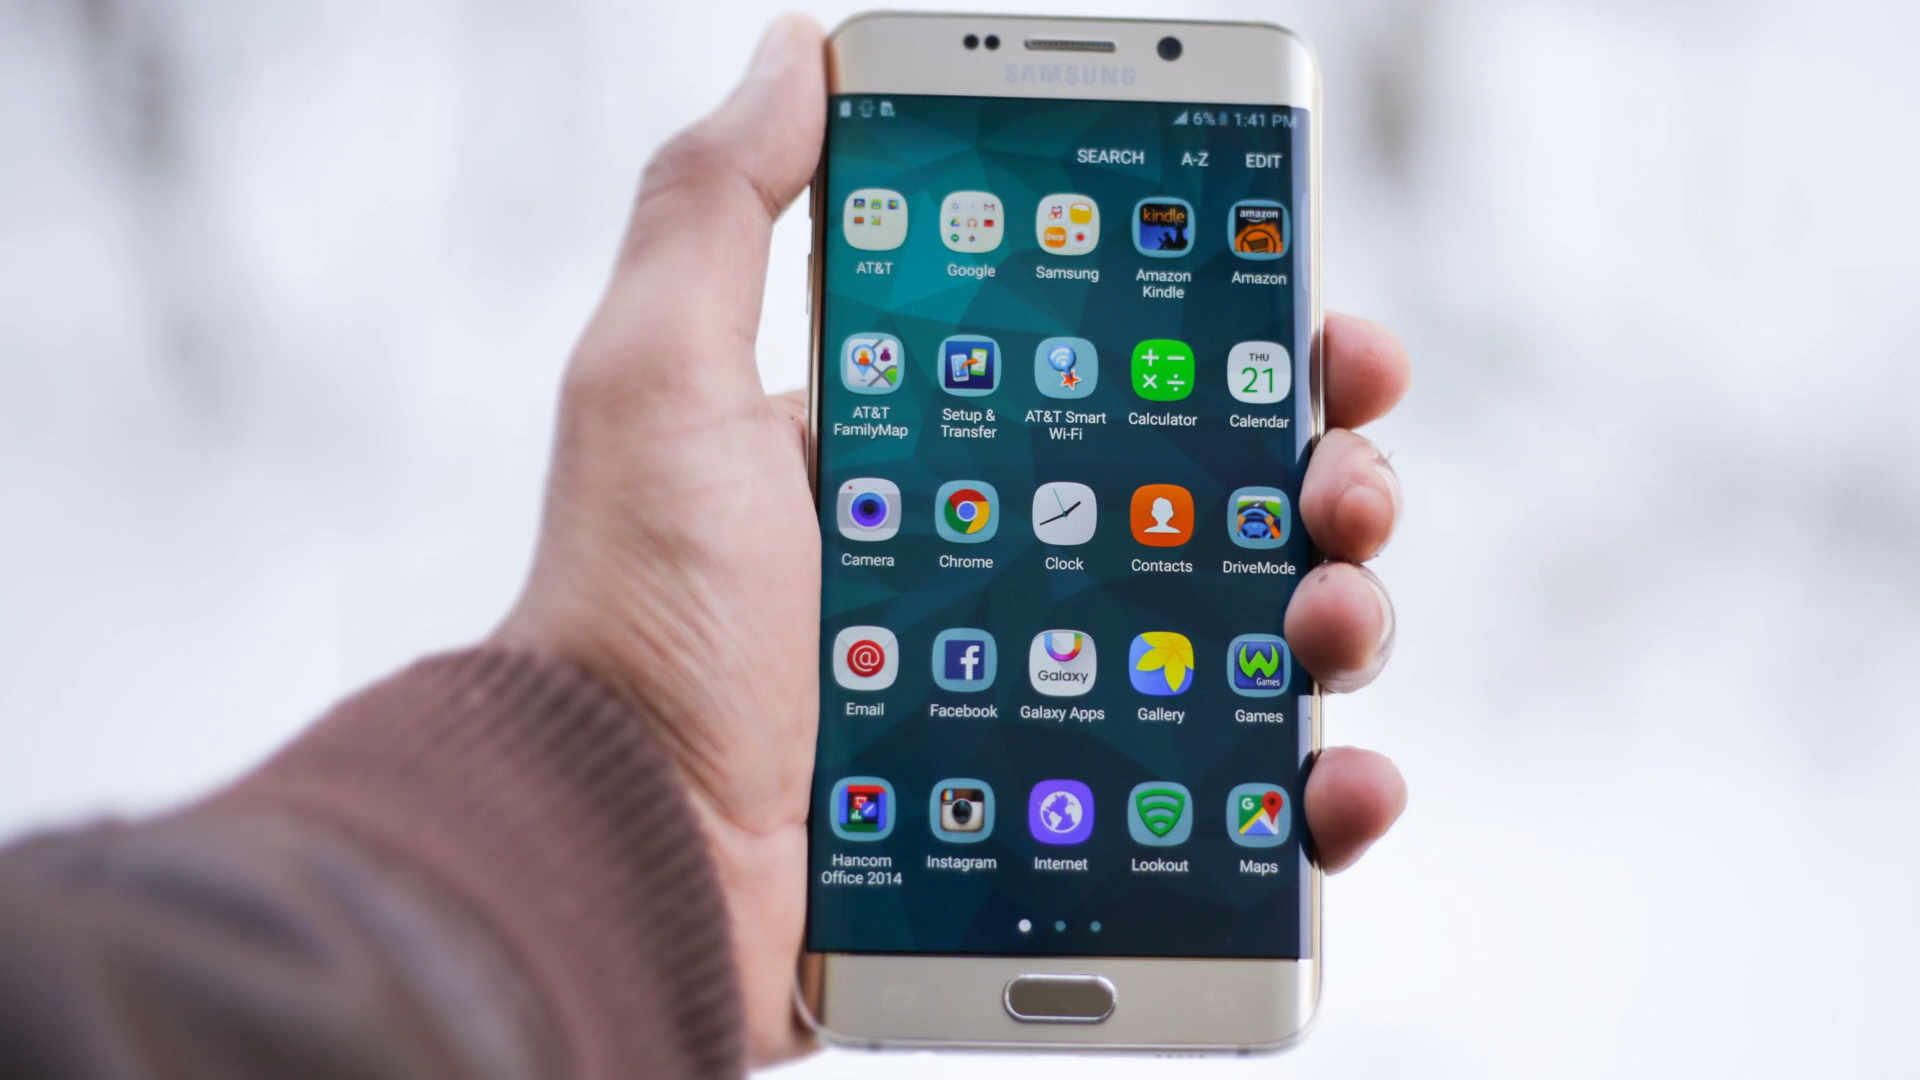 SAMSUNG
6% 1:41 PM
SEARCH A-Z EDIT
kindle
amazon
AT&T
Google
Samsung
Amazon
Kindle
Amazon
THU
21
AT&T
FamilyMap
Setup &
Transfer
AT&T Smart
Wi-Fi
Calculator
Calendar
Camera
Chrome
Clock
Contacts
DriveMode
@
f
Galaxy
W
Games
Email
Facebook
Galaxy Apps
Gallery
Games
G
Hancom
Office 2014
Instagram
Internet
Lookout
Maps